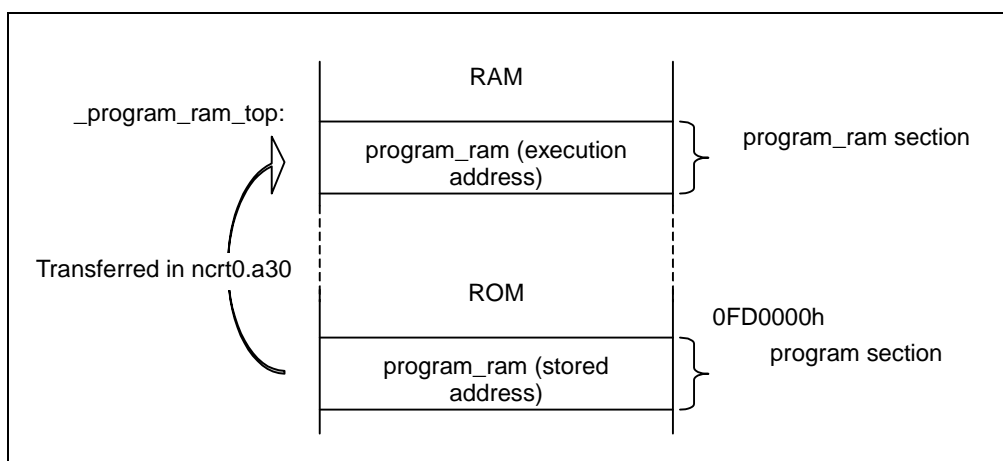 RAM
_program_ram_top:
program_ram (execution
address)
program_ram section
Transferred in ncrt0.a30
ROM
0FD0000h
program section
program_ram (stored
address)